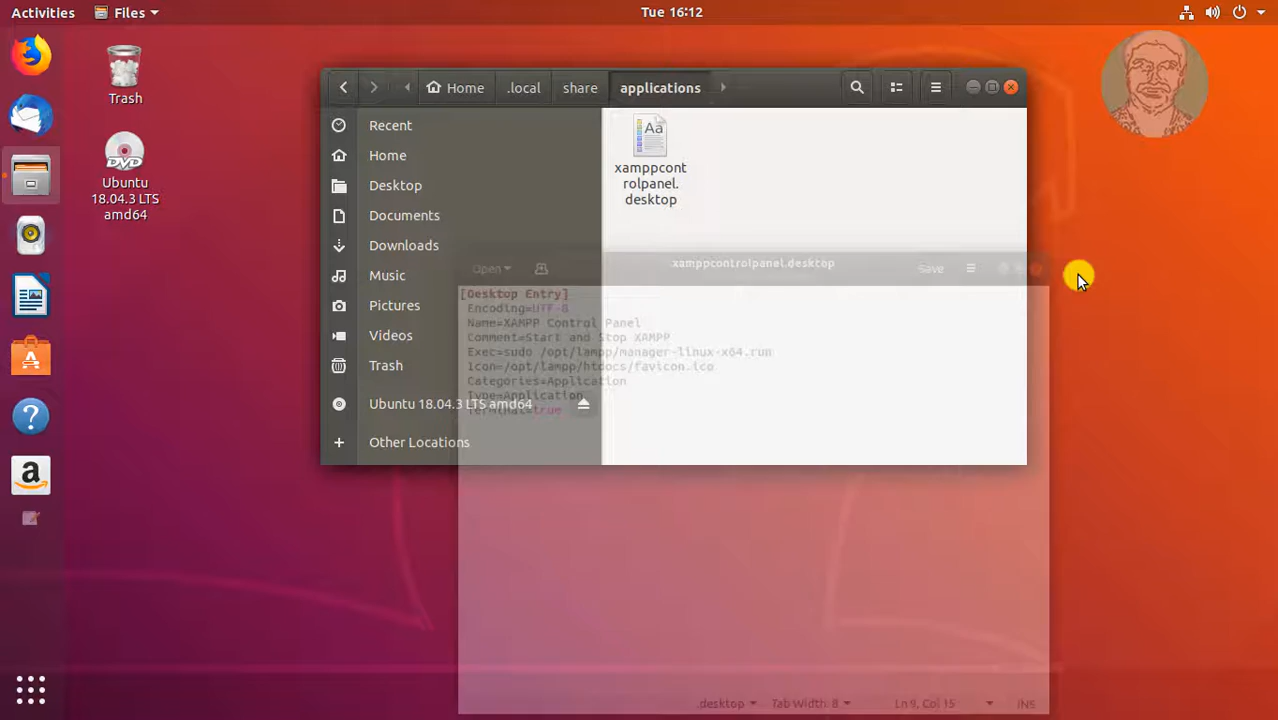 Activities
Files
Tue 16:12
Trash
DVD
Ubuntu
18.04.3 LTS
amd64
Home
.local
share
applications
Recent
Home
Desktop
Documents
Downloads
Music
Pictures
Videos
Trash
Ubuntu 18.04.3 LTS amd64
Other Locations
Aa
xamppcont
rolpanel.
desktop
Open
xamppcontrolpanel.desktop
Save
[Desktop Entry]
Encoding=UTF-8
Name=XAMPP Control Panel
Comment=Start and Stop XAMPP
Exec=sudo /opt/lampp/manager-linux-x64.run
Icon=/opt/lampp/htdocs/favicon.ico
Categories=Application
Type=Application
Terminal=true
.desktop
Tab Width: 8
Ln 9, Col 15
INS